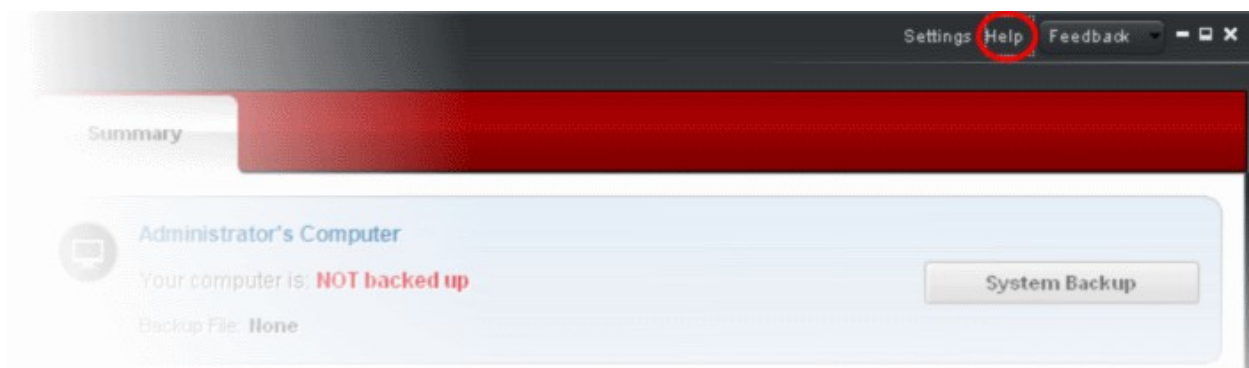 Settings Help Feedback
Summary
Administrator's Computer
Your computer is: NOT backed up
System Backup
Backup File: None